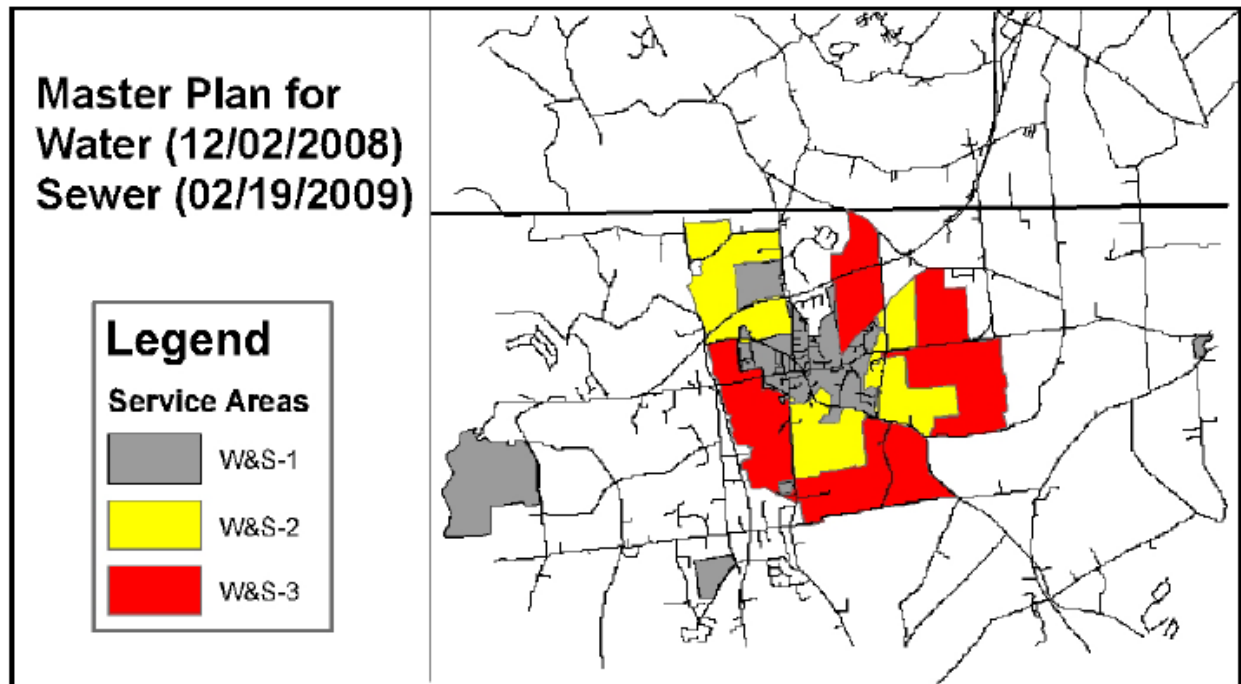 Master Plan for
Water (12/02/2008)
Sewer (02/19/2009)
Legend
Service Areas
W&S-1
W&S-2
W&S-3